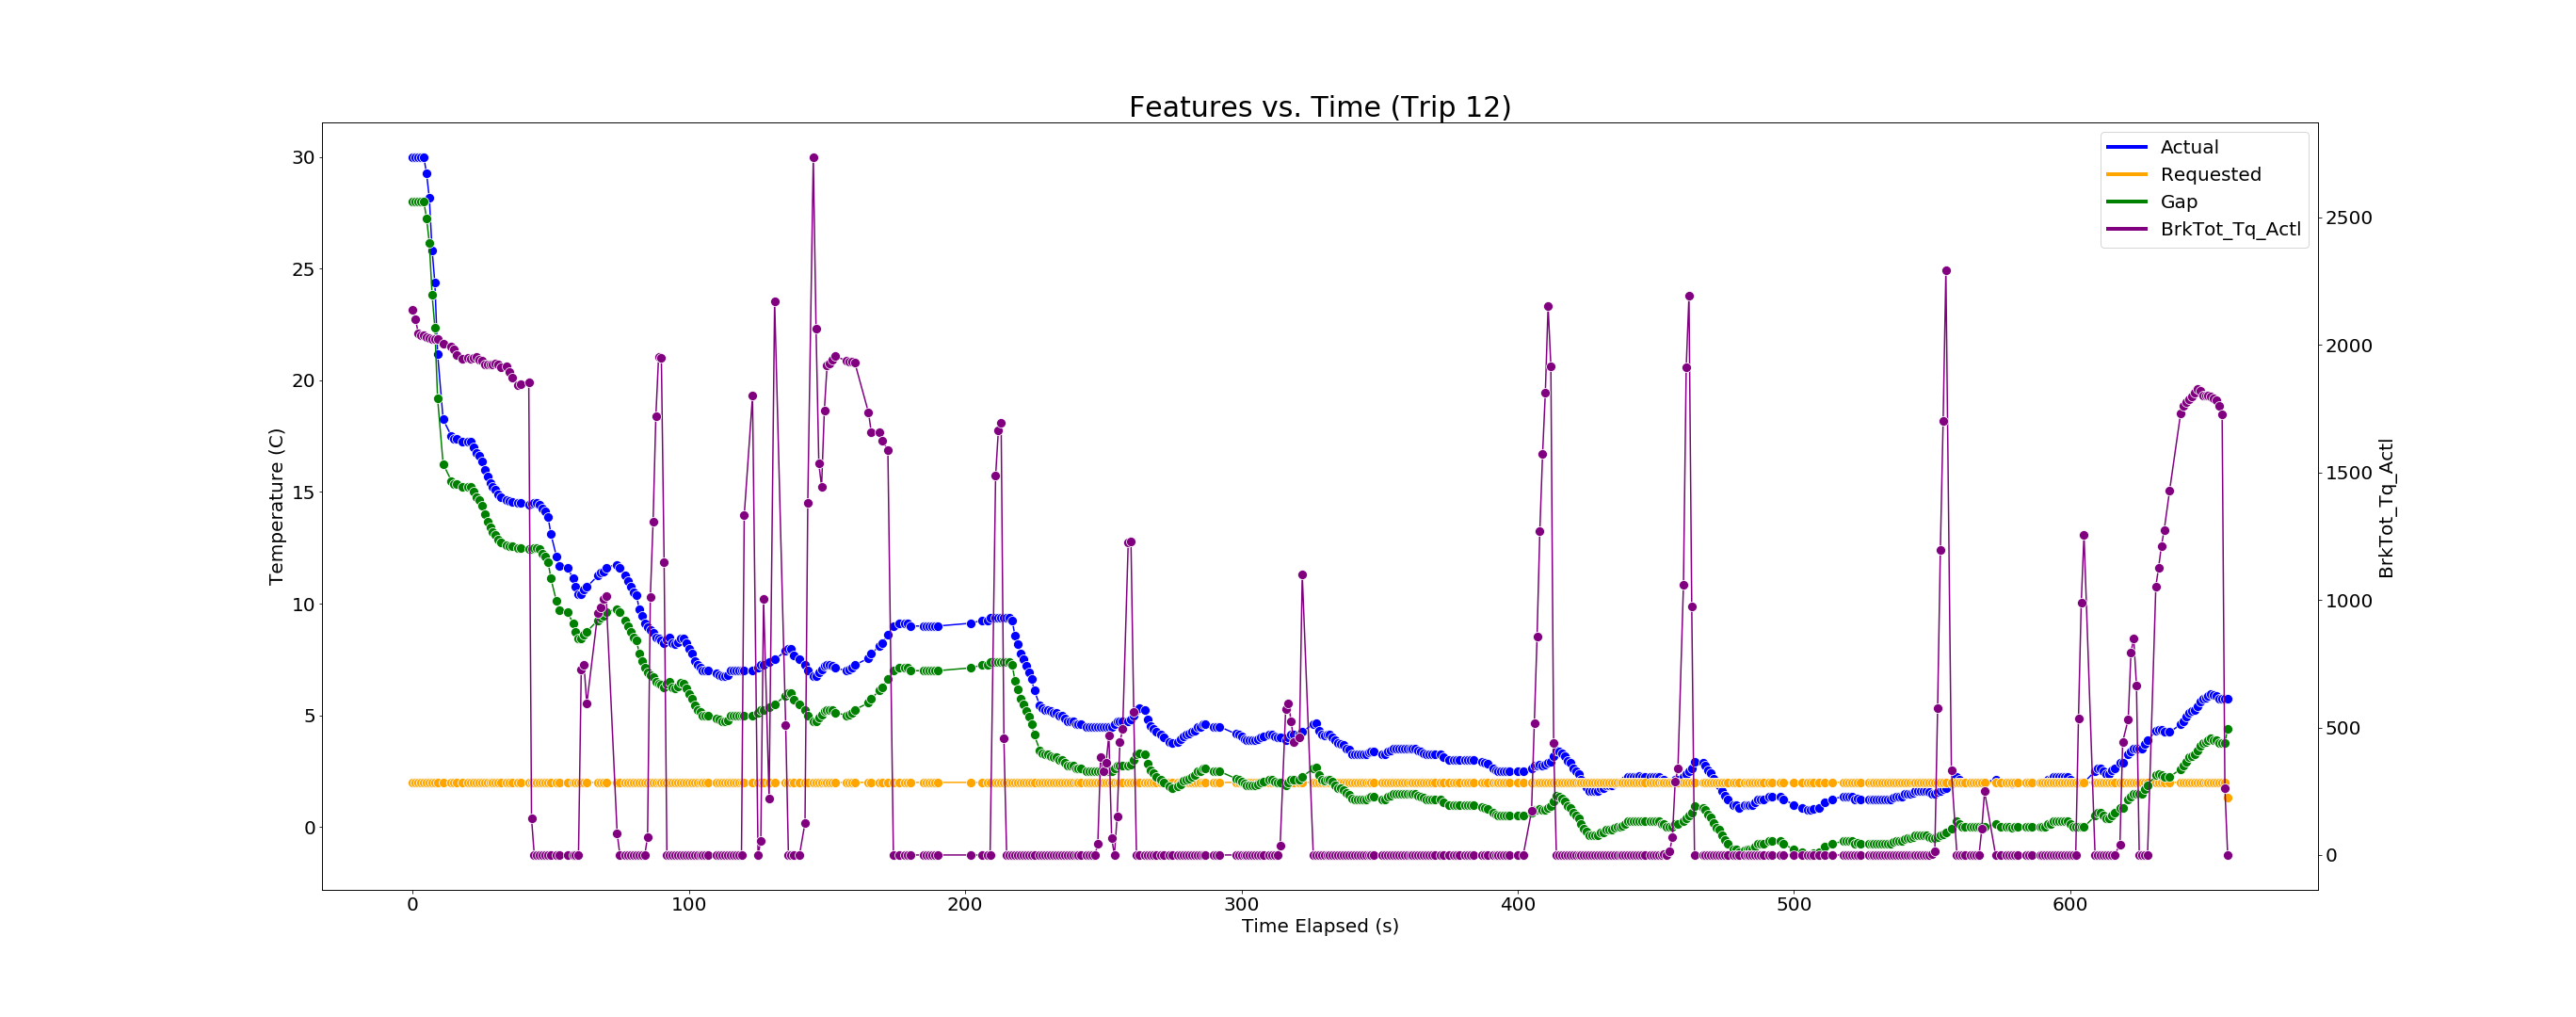 Features vs. Time (Trip 12)
Actual
Requested
Gap
BrkTot_Tq_Actl
Temperature (C)
30
25
20
15
10
5
0
2500
2000
1500
1000
500
0
BrkTot_Tq_Actl
0 100 200 300 400 500 600
Time Elapsed (s)